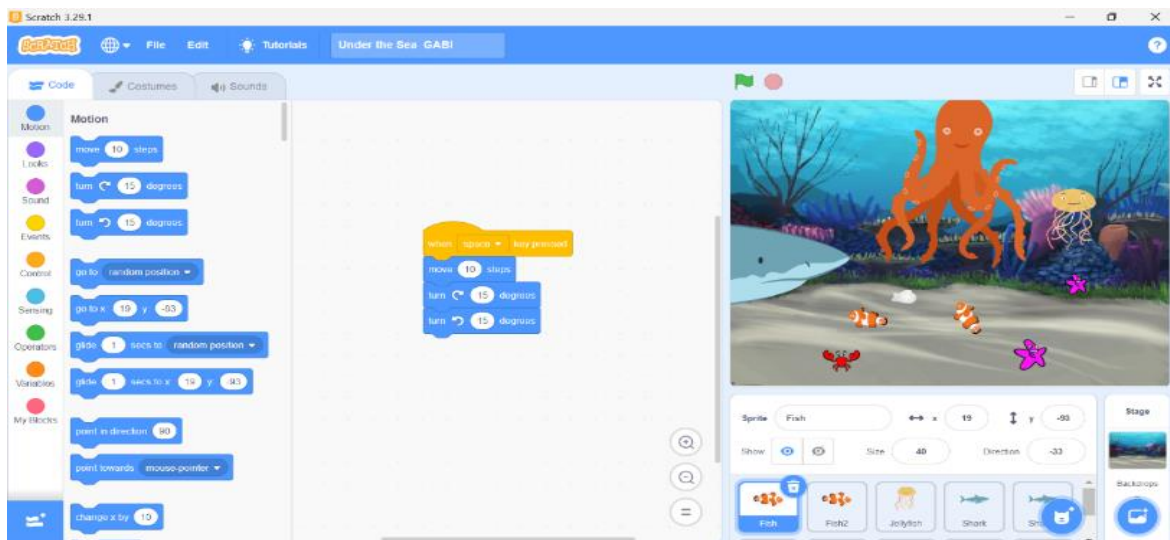 Scratch 3.29.1
SCRATCH File Edit Tutorials Under the Sea GABI
Code Costumes Sounds
Motion
Looks
Sound
Events
Control
Sensing
Operators
Variables
My Blocks
Motion
move 10 steps
turn 15 degrees
turn 15 degrees
go to random position
go to x: 19 y: -93
glide 1 secs to random position
glide 1 secs to x: 19 y: -93
point in direction 90
point towards mouse-pointer
change x by 10
when space key pressed
move 10 steps
turn 15 degrees
turn 15 degrees
Sprite Fish x 19 y -93
Show Size 40 Direction -33
Fish Fish2 Jellyfish Shark
Stage
Backdrops